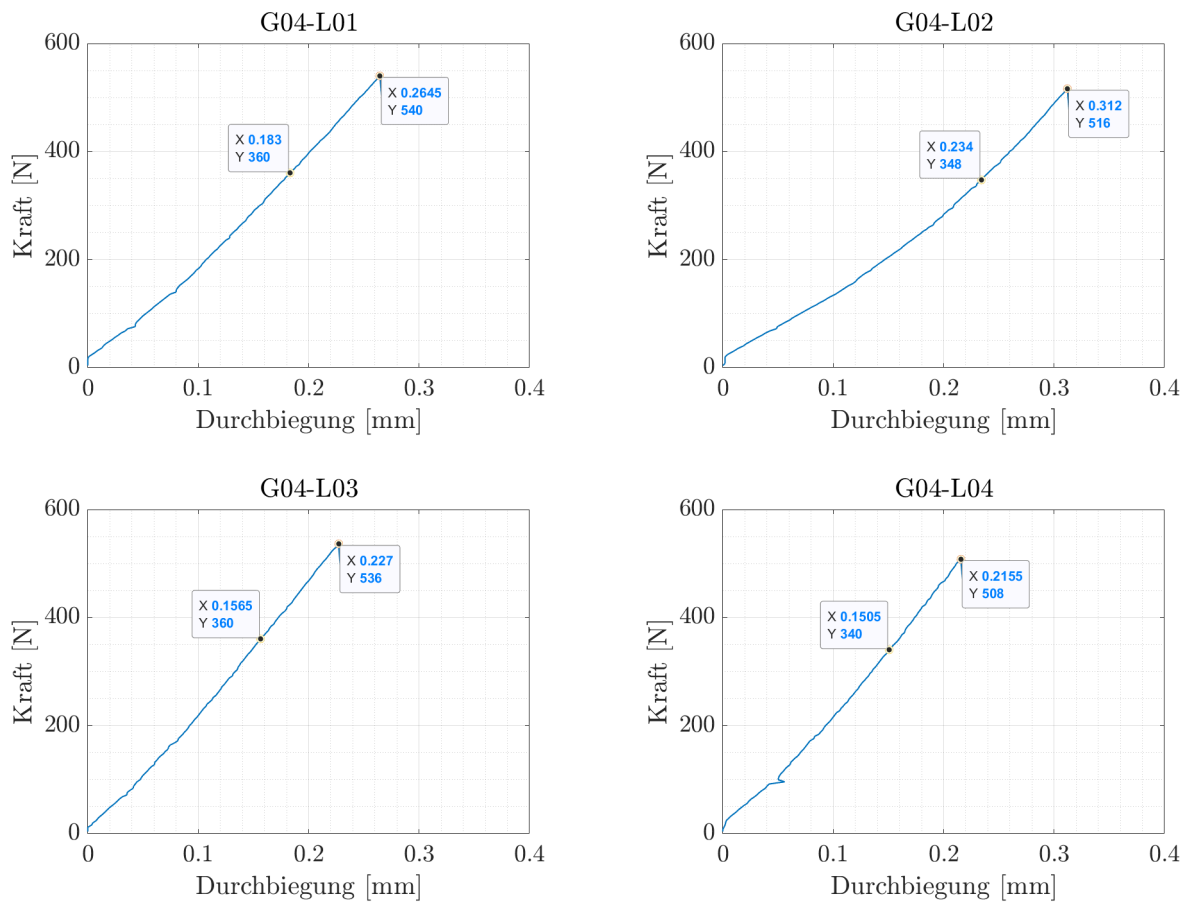 G04-L01
600
400
200
0
Kraft [N]
X 0.183
Y 360
X 0.2645
Y 540
0 0.1 0.2 0.3 0.4
Durchbiegung [mm]
G04-L02
600
400
200
0
Kraft [N]
X 0.234
Y 348
X 0.312
Y 516
0 0.1 0.2 0.3 0.4
Durchbiegung [mm]
G04-L03
600
400
200
0
Kraft [N]
X 0.1565
Y 360
X 0.227
Y 536
0 0.1 0.2 0.3 0.4
Durchbiegung [mm]
G04-L04
600
400
200
0
Kraft [N]
X 0.1505
Y 340
X 0.2155
Y 508
0 0.1 0.2 0.3 0.4
Durchbiegung [mm]